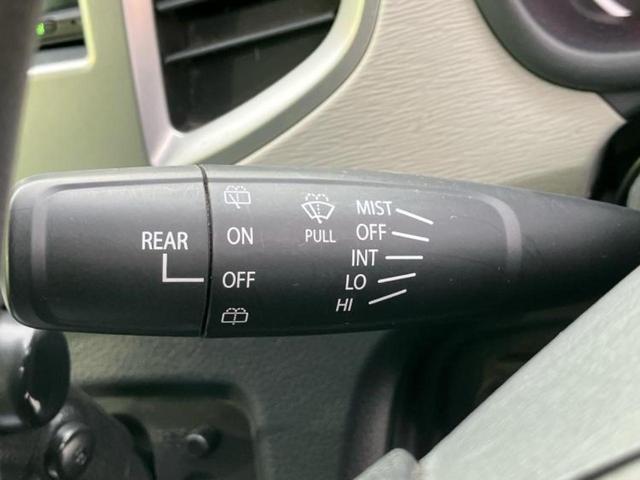 REAR
ON
OFF
PULL
MIST
OFF
INT
LO
HI